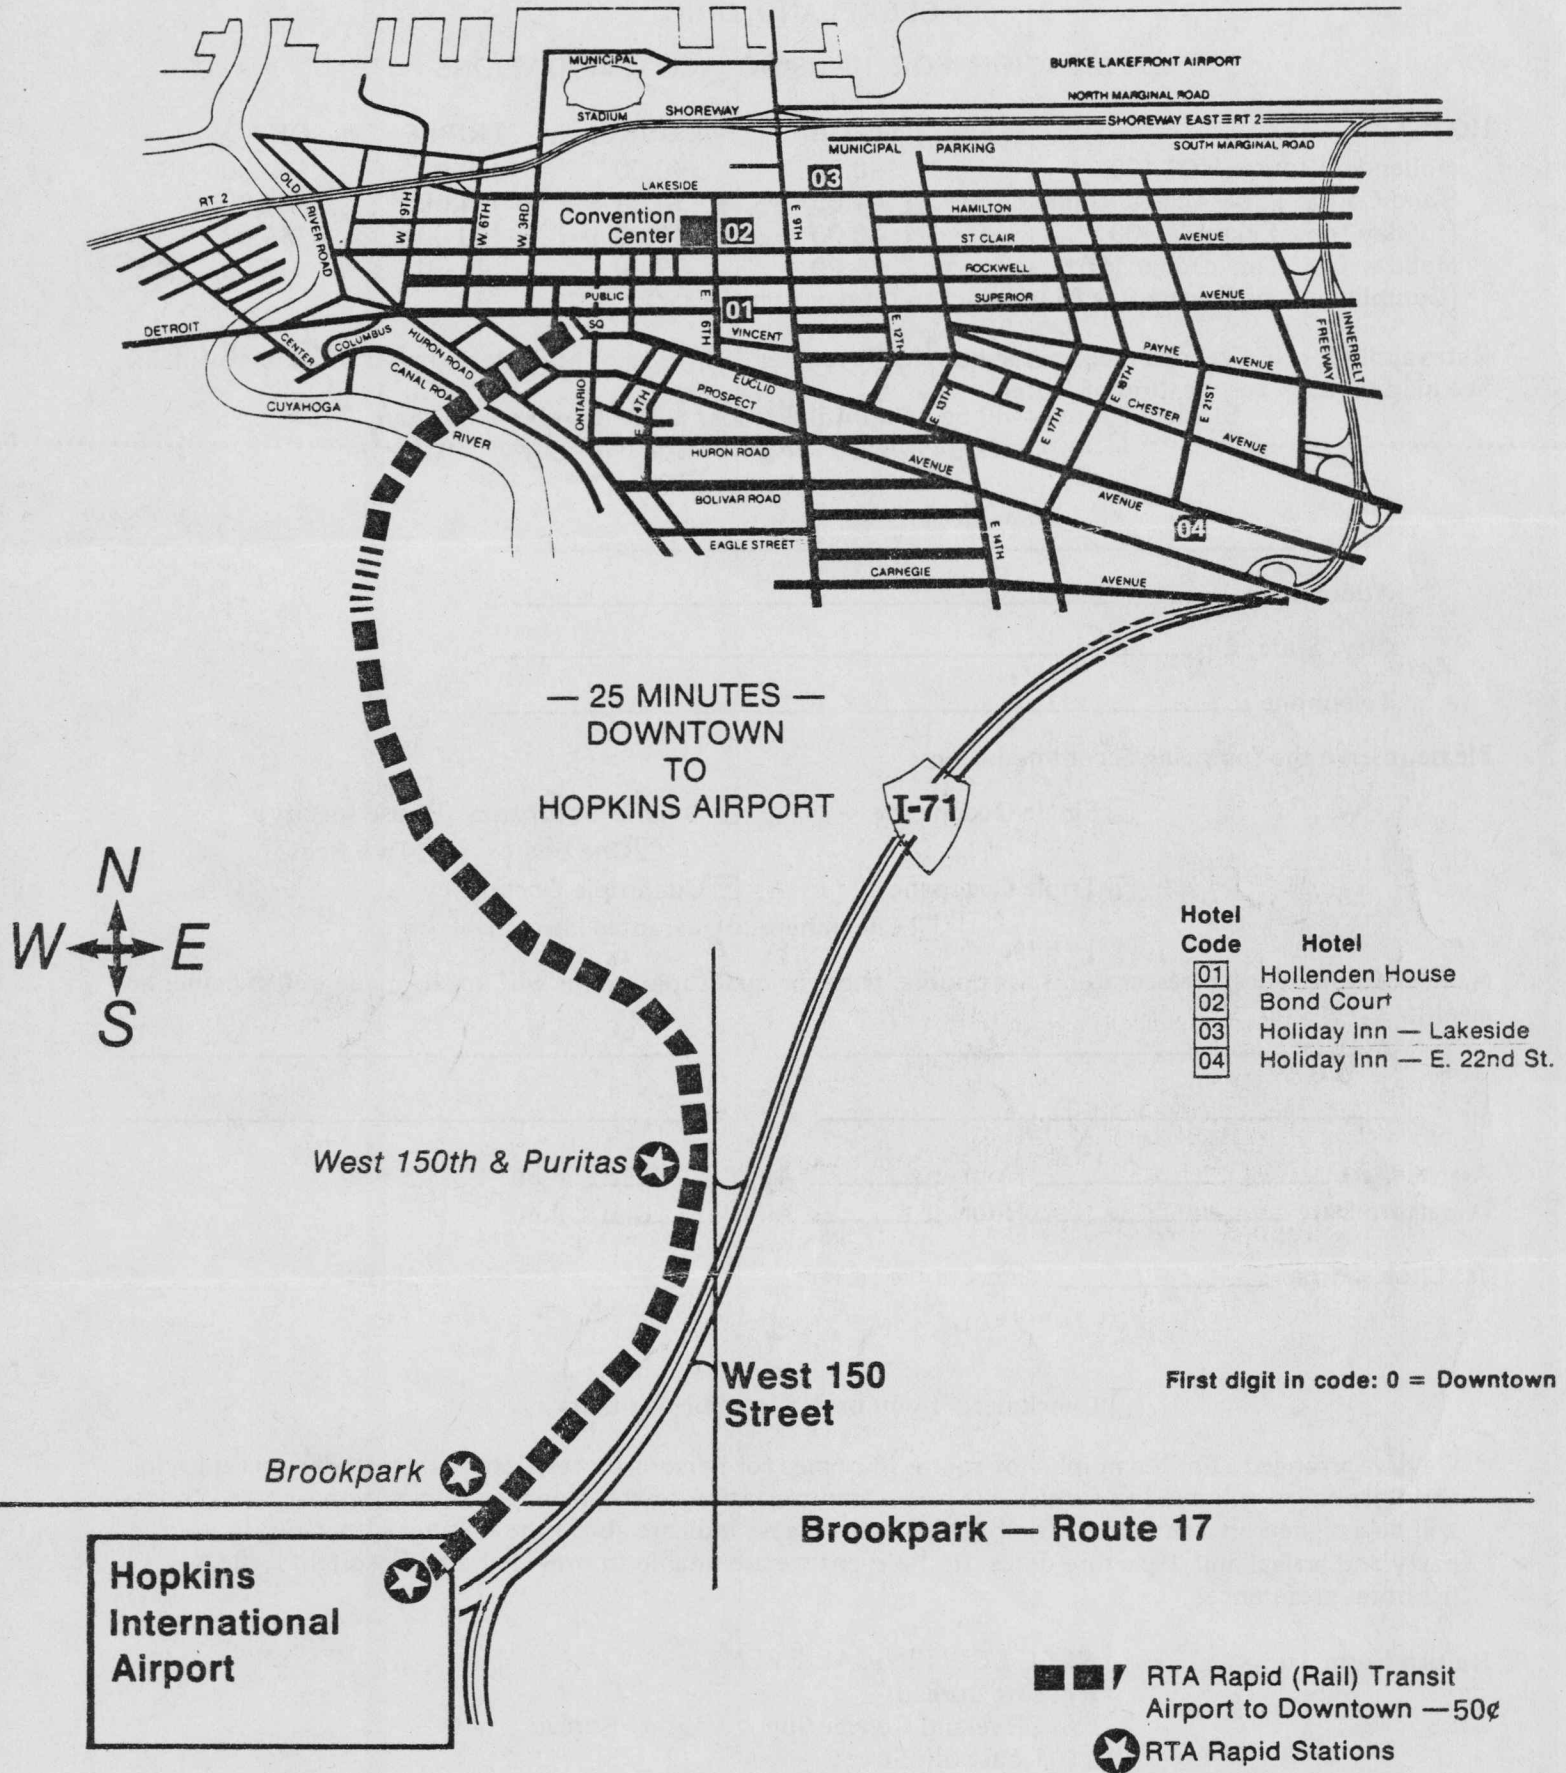 MUNICIPAL
STADIUM
BURKE LAKEFRONT AIRPORT
NORTH MARGINAL ROAD
SHOREWAY
SHOREWAY EAST RT 2
MUNICIPAL PARKING
SOUTH MARGINAL ROAD
OLD RIVER ROAD
RT 2
W 9TH
W 6TH
W 3RD
LAKESIDE
03
E 9TH
HAMILTON
Convention
Center
02
ST CLAIR AVENUE
ROCKWELL
PUBLIC
SQ
E 6TH
01
SUPERIOR AVENUE
VINCENT
E. 12TH
DETROIT
CENTER
COLUMBUS
HURON ROAD
CANAL ROAD
CUYAHOGA
RIVER
ONTARIO
E 4TH
EUCLID
PROSPECT
E 13TH
E 17TH
E 18TH
CHESTER
E 21ST
PAYNE AVENUE
INNERBELT
FREEWAY
AVENUE
HURON ROAD
AVENUE
BOLIVAR ROAD
AVENUE
04
EAGLE STREET
E 14TH
CARNEGIE AVENUE
— 25 MINUTES —
DOWNTOWN
TO
HOPKINS AIRPORT
I-71
N
W E
S
Hotel
Code Hotel
01 Hollenden House
02 Bond Court
03 Holiday Inn — Lakeside
04 Holiday Inn — E. 22nd St.
West 150th & Puritas
West 150
Street
First digit in code: 0 = Downtown
Brookpark
Brookpark — Route 17
Hopkins
International
Airport
RTA Rapid (Rail) Transit
Airport to Downtown —50¢
RTA Rapid Stations